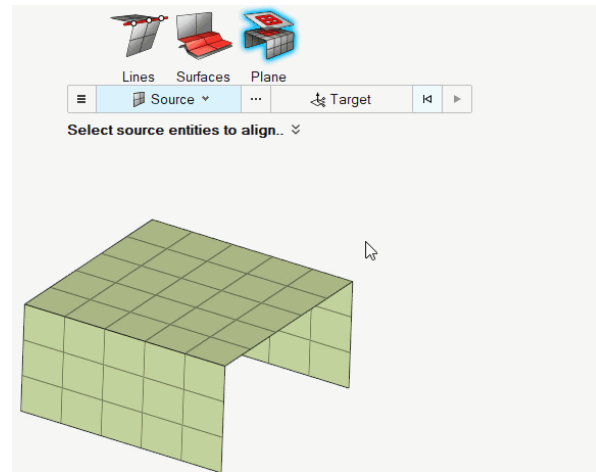 Lines Surfaces Plane
Source ... Target
Select source entities to align..